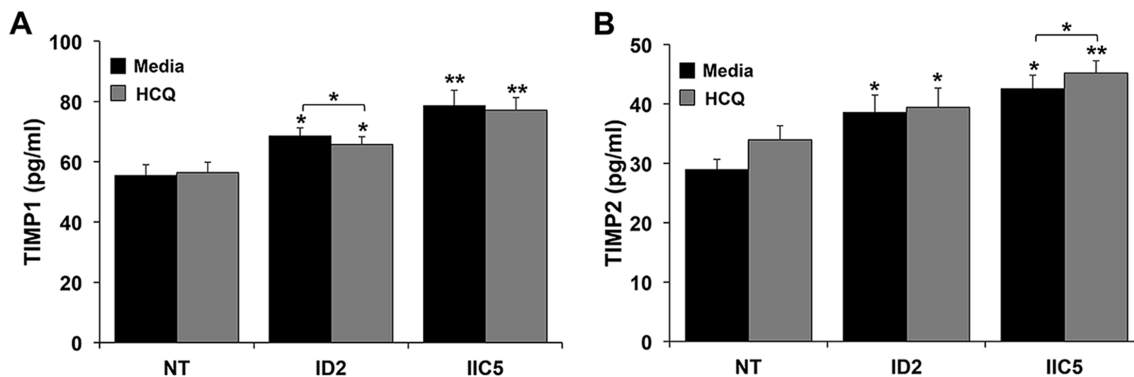 A
TIMP1 (pg/ml)
100
80
60
40
20
0
Media
HCQ
*
*
*
**
**
NT
ID2
IIC5
B
TIMP2 (pg/ml)
50
40
30
20
10
0
Media
HCQ
*
*
*
*
**
NT
ID2
IIC5